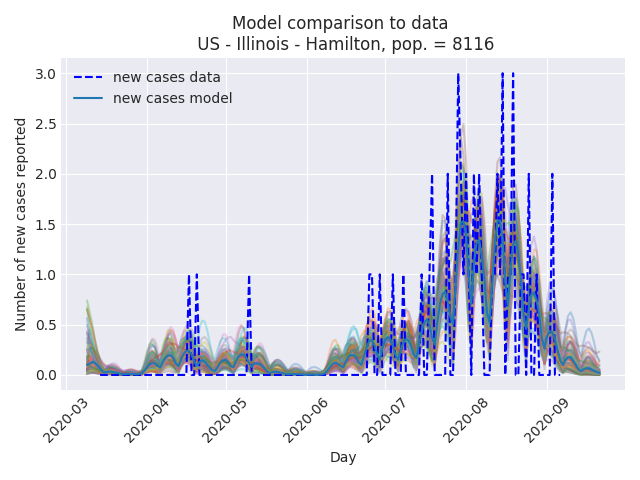 Model comparison to data
US - Illinois - Hamilton, pop. = 8116
new cases data
new cases model
Number of new cases reported
3.0
2.5
2.0
1.5
1.0
0.5
0.0
2020-03
2020-04
2020-05
2020-06
2020-07
2020-08
2020-09
Day